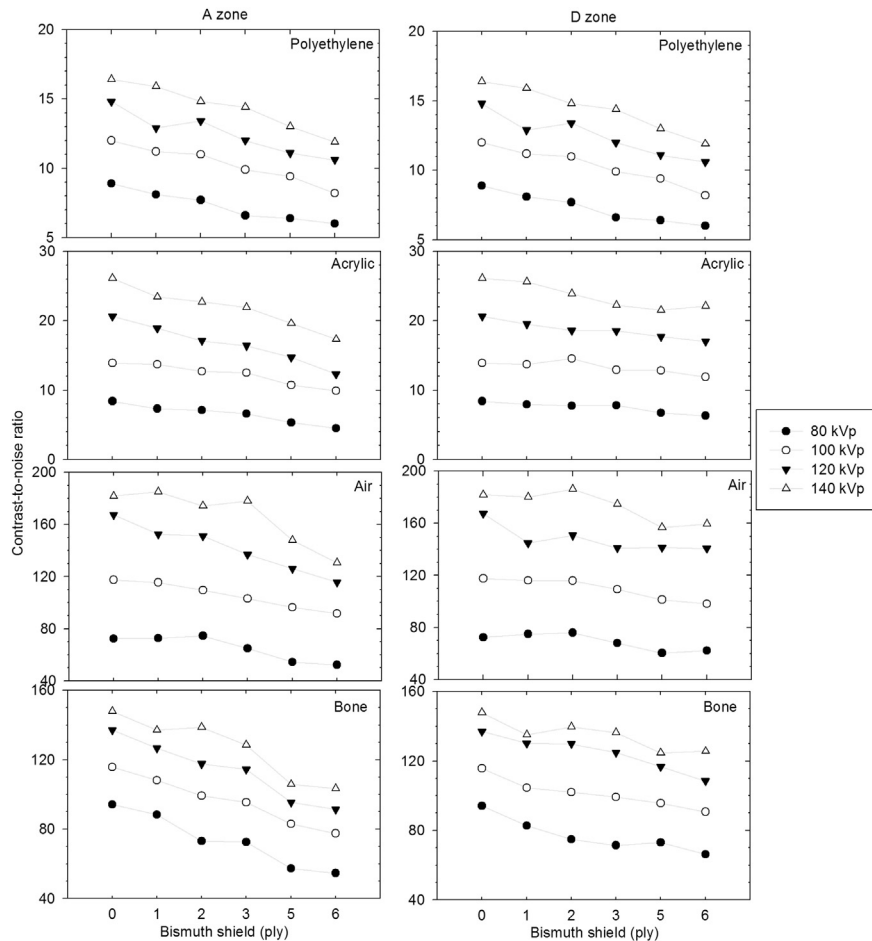 A zone
D zone
20
15
10
5
Polyethylene
20
15
10
5
Polyethylene
30
20
10
0
Acrylic
30
20
10
0
Acrylic
Contrast-to-noise ratio
200
160
120
80
40
Air
200
160
120
80
40
Air
80 kVp
100 kVp
120 kVp
140 kVp
160
120
80
40
Bone
160
120
80
40
Bone
0 1 2 3 5 6
0 1 2 3 5 6
Bismuth shield (ply)
Bismuth shield (ply)